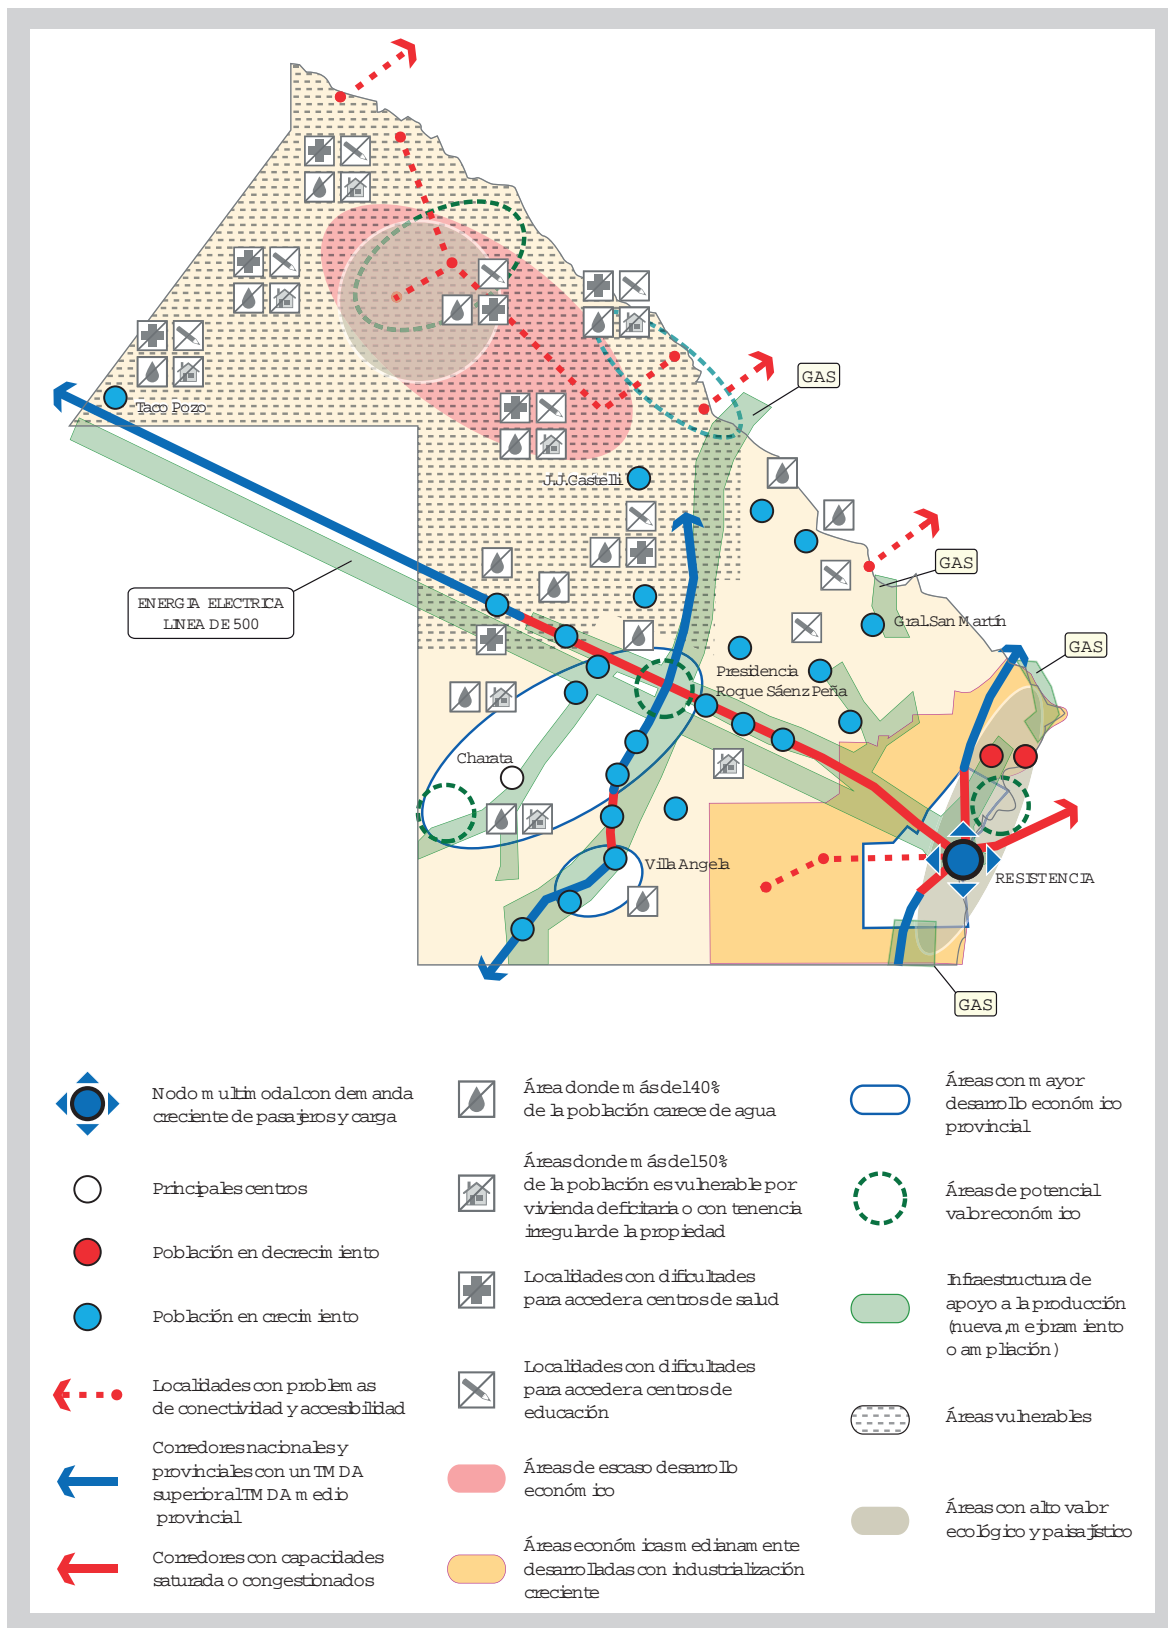 GAS
Taco Pozo
J.J. Castelli
GAS
ENERGIA ELECTRICA
LINEA DE 500
Gral. San Martín
GAS
Presidencia
Roque Sáenz Peña
Charata
Villa Angela
RESISTENCIA
GAS
Nodo multimodal con demanda
creciente de pasajeros y carga
Principales centros
Población en decrecimiento
Población en crecimiento
Localidades con problemas
de conectividad y accesibilidad
Corredores nacionales y
provinciales con un TMDA
superior al TMDA medio
provincial
Corredores con capacidades
saturada o congestionados
Área donde más del 40%
de la población carece de agua
Áreas donde más del 50%
de la población es vulnerable por
vivienda deficitaria o con tenencia
irregular de la propiedad
Localidades con dificultades
para acceder a centros de salud
Localidades con dificultades
para acceder a centros de
educación
Áreas de escaso desarrollo
económico
Áreas económicas medianamente
desarrolladas con industrialización
creciente
Áreas con mayor
desarrollo económico
provincial
Áreas de potencial
valor económico
Infraestructura de
apoyo a la producción
(nueva, mejoramiento
o ampliación)
Áreas vulnerables
Áreas con alto valor
ecológico y paisajístico